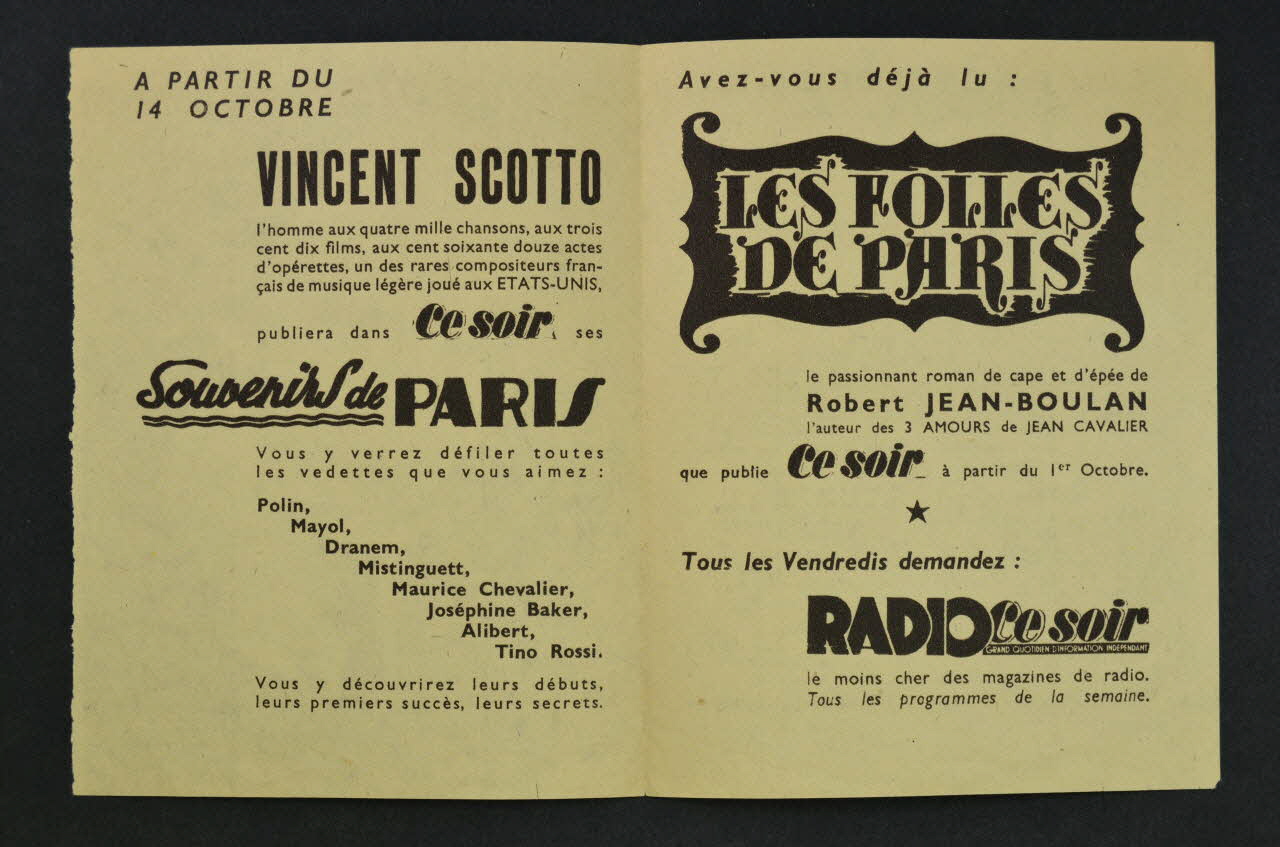 A PARTIR DU
14 OCTOBRE
VINCENT SCOTTO
l'homme aux quatre mille chansons, aux trois
cent dix films, aux cent soixante douze actes
d'opérettes, un des rares compositeurs fran-
çais de musique légère joué aux ETATS-UNIS,
publiera dans Ce soir, ses
Souvenirs de PARIS
Vous y verrez défiler toutes
les vedettes que vous aimez :
Polin,
Mayol,
Dranem,
Mistinguett,
Maurice Chevalier,
Joséphine Baker,
Alibert,
Tino Rossi.
Vous y découvrirez leurs débuts,
leurs premiers succès, leurs secrets.
Avez-vous déjà lu :
LES FOLLES
DE PARIS
le passionnant roman de cape et d'épée de
Robert JEAN-BOULAN
l'auteur des 3 AMOURS de JEAN CAVALIER
que publie Ce soir à partir du 1er Octobre.
★
Tous les Vendredis demandez :
RADIO Ce soir
GRAND QUOTIDIEN D'INFORMATION INDEPENDANT
le moins cher des magazines de radio.
Tous les programmes de la semaine.